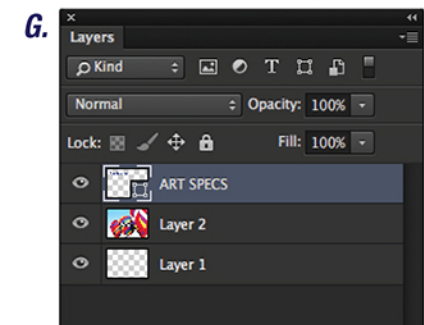 G.
Layers
Kind T
Normal Opacity: 100%
Lock: Fill: 100%
ART SPECS
Layer 2
Layer 1